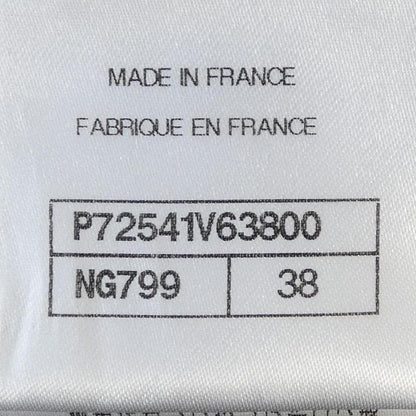 MADE IN FRANCE
FABRIQUE EN FRANCE
P72541V63800
NG799 38